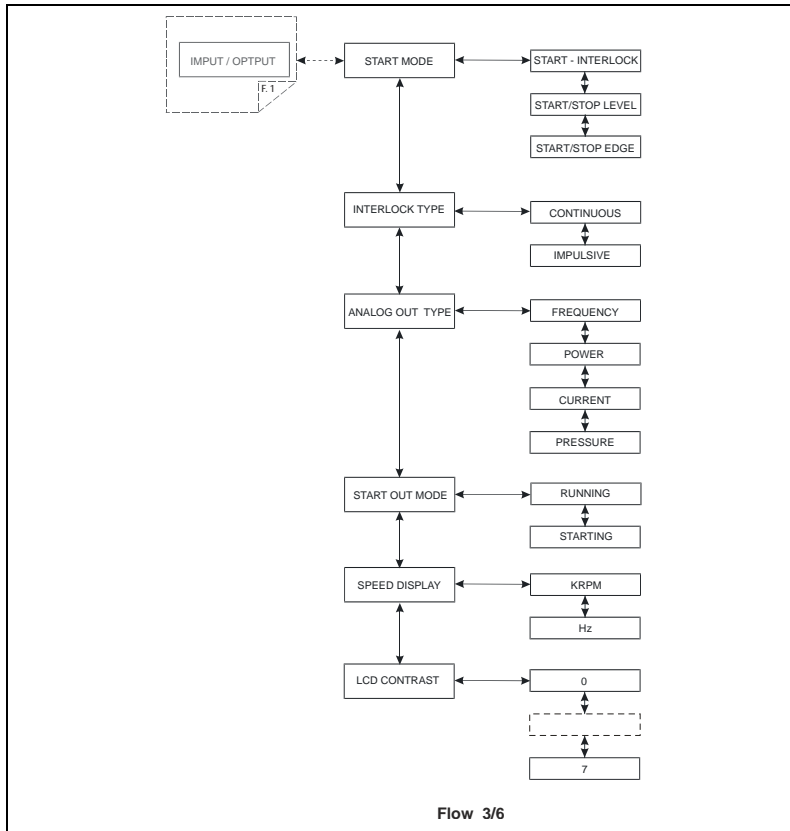 IMPUT / OPTPUT
F. 1
START MODE
START - INTERLOCK
START/STOP LEVEL
START/STOP EDGE
INTERLOCK TYPE
CONTINUOUS
IMPULSIVE
ANALOG OUT TYPE
FREQUENCY
POWER
CURRENT
PRESSURE
START OUT MODE
RUNNING
STARTING
SPEED DISPLAY
KRPM
Hz
LCD CONTRAST
0
7
Flow 3/6